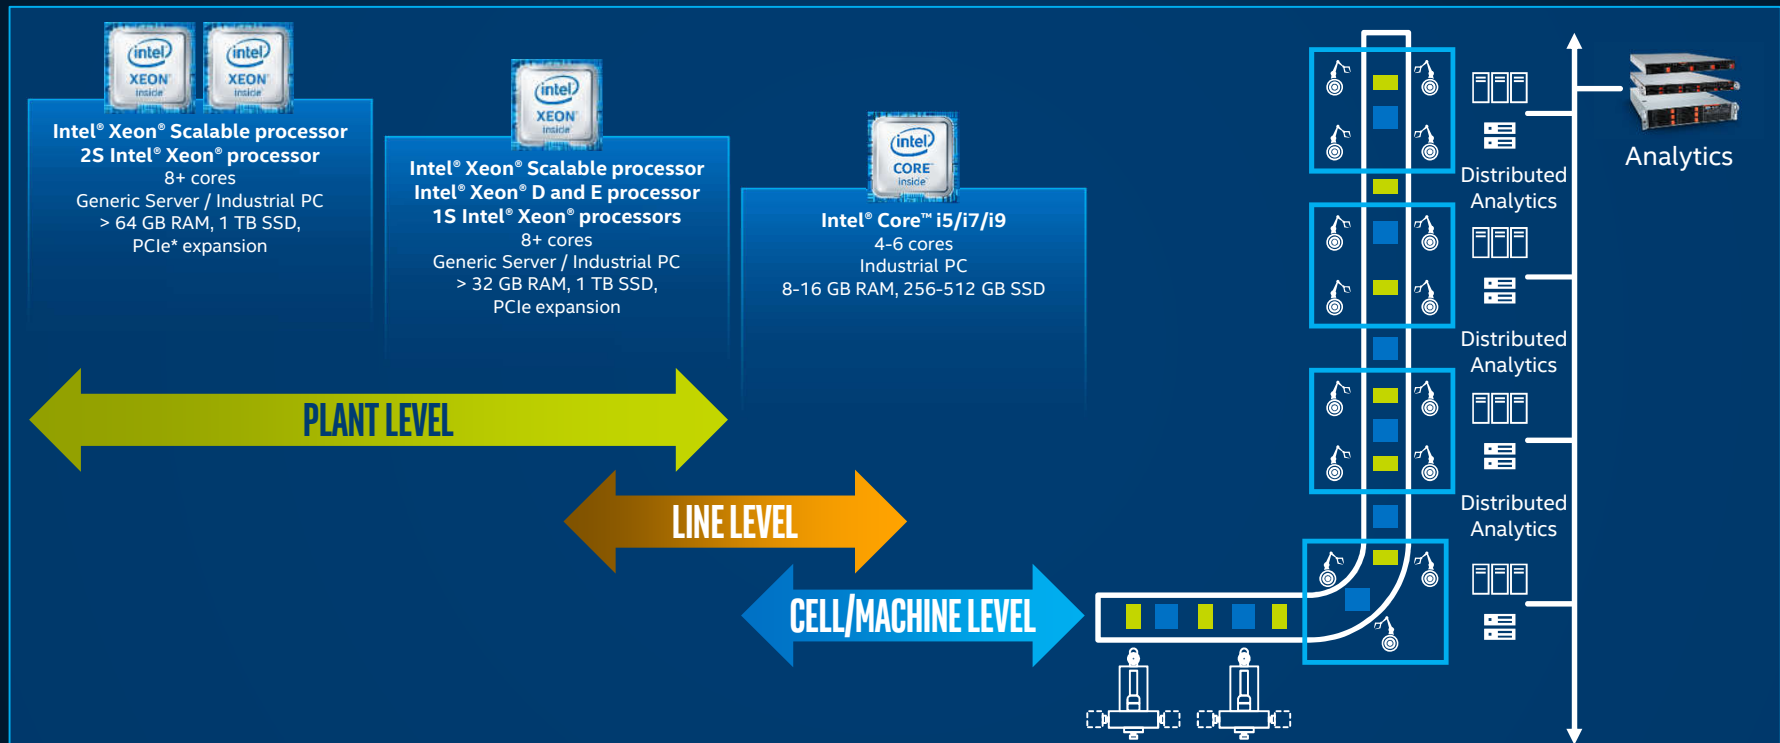 intel
XEON
inside
intel
XEON
inside
Intel® Xeon® Scalable processor
2S Intel® Xeon® processor
8+ cores
Generic Server / Industrial PC
> 64 GB RAM, 1 TB SSD,
PCIe* expansion
intel
XEON
inside
Intel® Xeon® Scalable processor
Intel® Xeon® D and E processor
1S Intel® Xeon® processors
8+ cores
Generic Server / Industrial PC
> 32 GB RAM, 1 TB SSD,
PCIe expansion
intel
CORE™
inside
Intel® Core™ i5/i7/i9
4-6 cores
Industrial PC
8-16 GB RAM, 256-512 GB SSD
PLANT LEVEL
LINE LEVEL
CELL/MACHINE LEVEL
Distributed
Analytics
Distributed
Analytics
Distributed
Analytics
Analytics